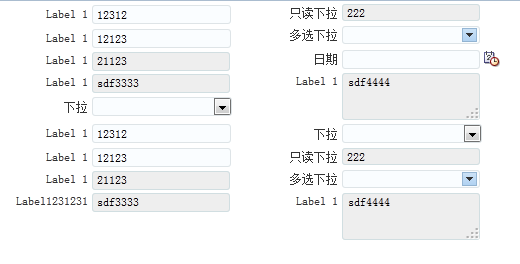 Label 1 12312
Label 1 12123
Label 1 21123
Label 1 sdf3333
下拉
Label 1 12312
Label 1 12123
Label 1 21123
Label1231231 sdf3333
只读下拉 222
多选下拉
日期
Label 1 sdf4444
下拉
只读下拉 222
多选下拉
Label 1 sdf4444